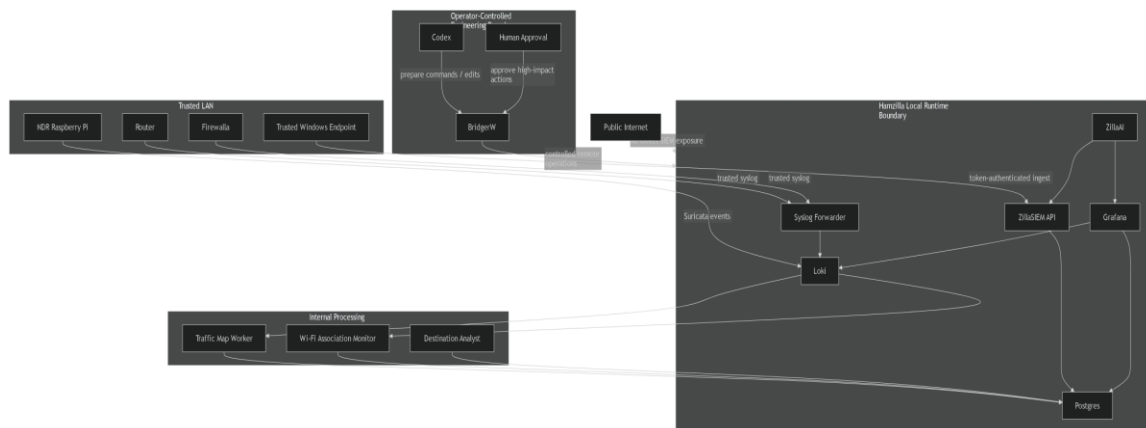 Operator-Controlled
Codex
Human Approval
prepare commands / edits
approve high-impact
actions
BridgerW
Trusted LAN
NDR Raspberry Pi
Router
Firewalla
Trusted Windows Endpoint
Public Internet
exposure
controlled
operations
Hamzilla Local Runtime
Boundary
ZillaAI
trusted syslog
trusted syslog
token-authenticated ingest
Suricata events
Syslog Forwarder
ZillaSIEM API
Grafana
Loki
Internal Processing
Traffic Map Worker
Wi-Fi Association Monitor
Destination Analyst
Postgres